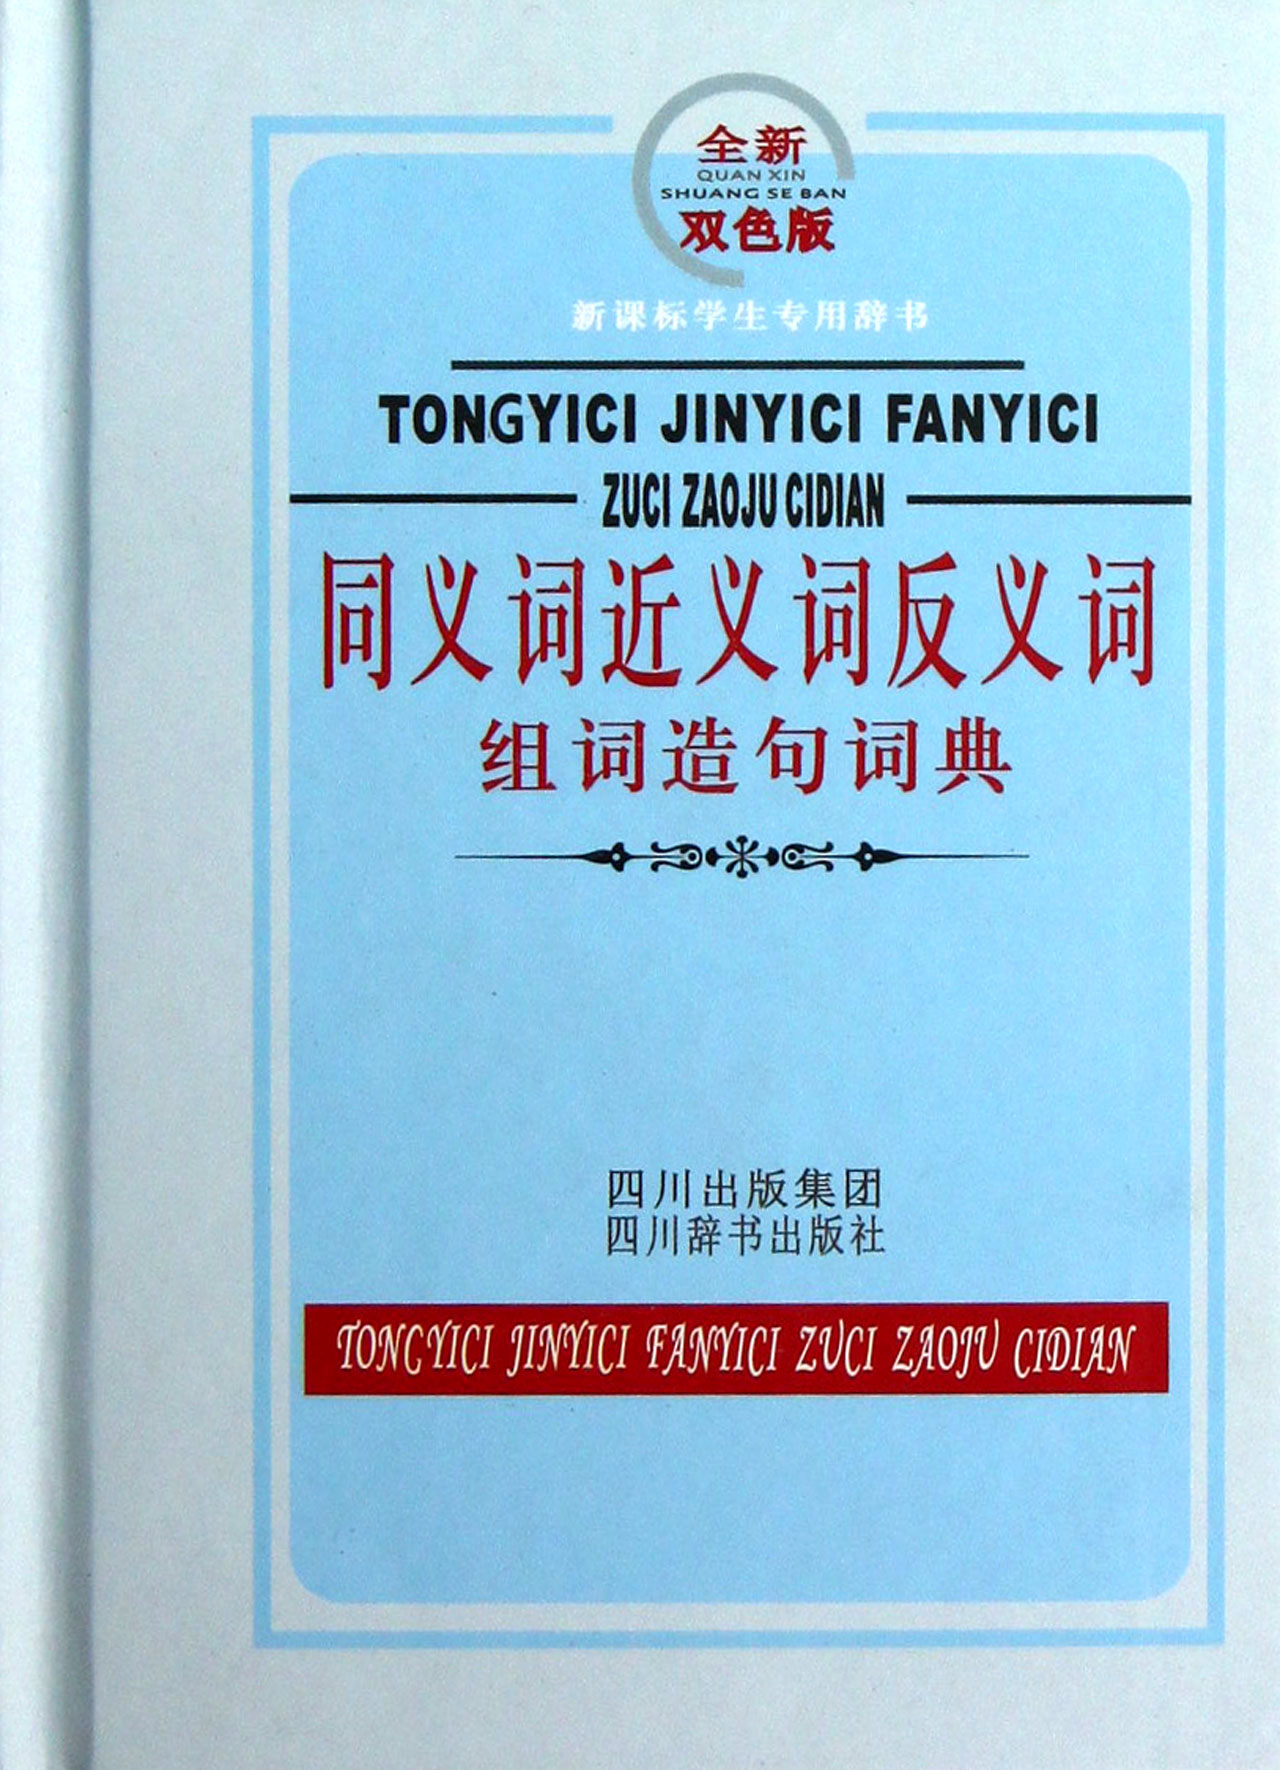 全新
QUAN XIN
SHUANG SE BAN
双色版
新课标学生专用辞书
TONGYICI JINYICI FANYICI
ZUCI ZAOJU CIDIAN
同义词近义词反义词
组词造句词典
四川出版集团
四川辞书出版社
TONGYICI JINYICI FANYICI ZUCI ZAOJU CIDIAN